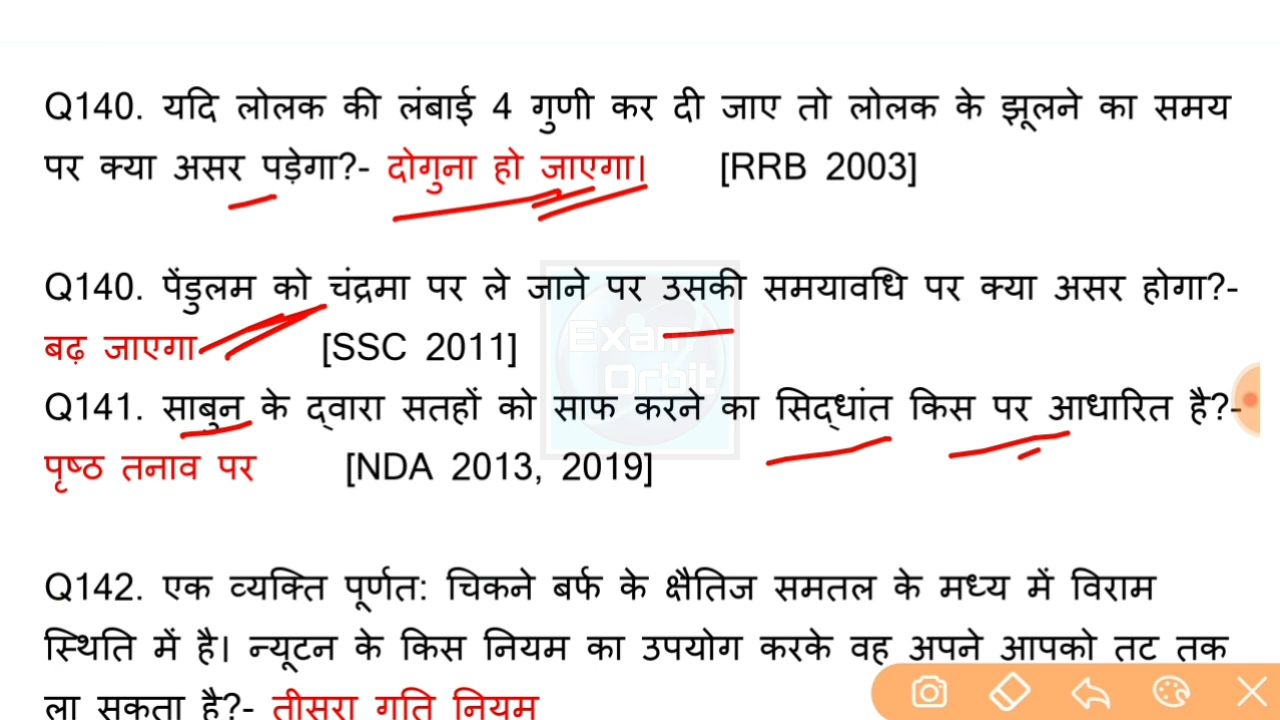 Q140. यदि लोलक की लंबाई 4 गुणी कर दी जाए तो लोलक के झूलने का समय
पर क्या असर पड़ेगा?- दोगुना हो जाएगा। [RRB 2003]
Q140. पेंडुलम को चंद्रमा पर ले जाने पर उसकी समयावधि पर क्या असर होगा?-
बढ़ जाएगा [SSC 2011]
Exam
Orbit
Q141. साबुन के द्वारा सतहों को साफ करने का सिद्धांत किस पर आधारित है?-
पृष्ठ तनाव पर [NDA 2013, 2019]
Q142. एक व्यक्ति पूर्णत: चिकने बर्फ के क्षैतिज समतल के मध्य में विराम
स्थिति में है। न्यूटन के किस नियम का उपयोग करके वह अपने आपको तट तक
ला सकता है?- तीसरा गति नियम